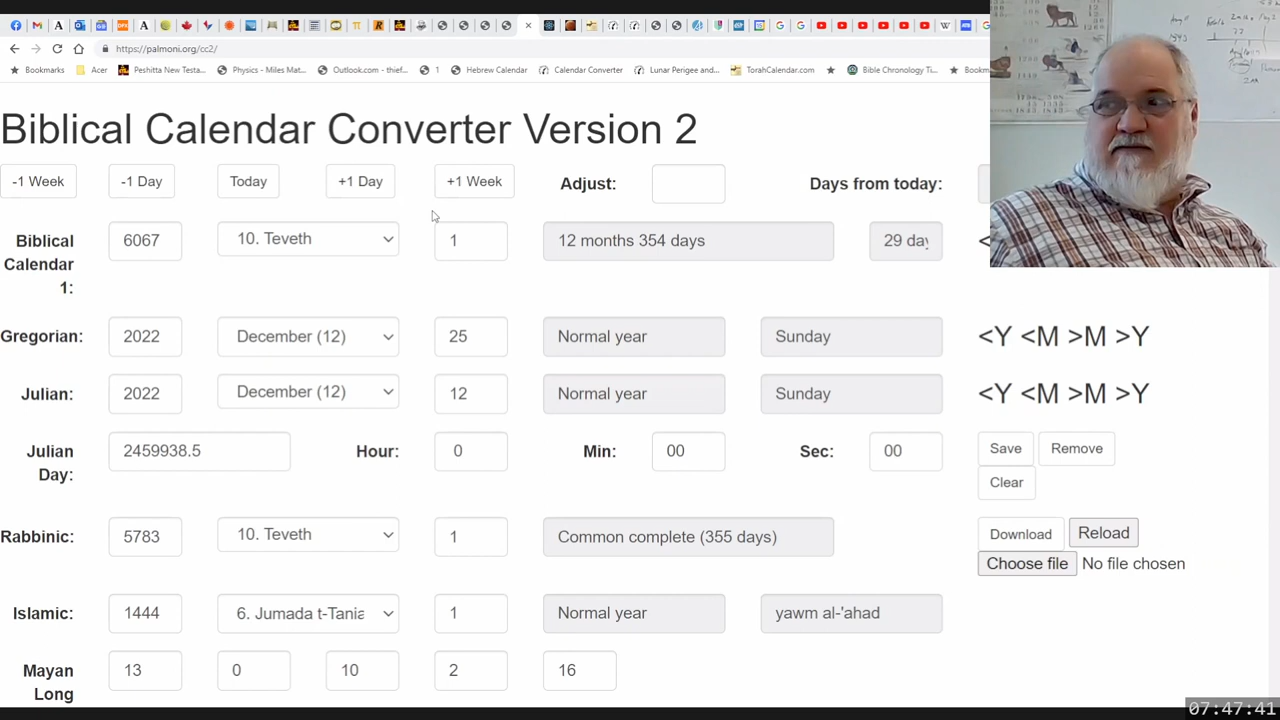 https://palmoni.org/cc2/
Bookmarks Acer Peshitta New Testa... Physics - Miles Mat... Outlook.com - thief... 1 Hebrew Calendar Calendar Converter Lunar Perigee and... TorahCalendar.com Bible Chronology Ti...
Biblical Calendar Converter Version 2
-1 Week -1 Day Today +1 Day +1 Week Adjust: Days from today:
Biblical Calendar 1: 6067 10. Teveth 1 12 months 354 days 29 day
Gregorian: 2022 December (12) 25 Normal year Sunday <Y <M >M >Y
Julian: 2022 December (12) 12 Normal year Sunday <Y <M >M >Y
Julian Day: 2459938.5 Hour: 0 Min: 00 Sec: 00 Save Remove
Clear
Rabbinic: 5783 10. Teveth 1 Common complete (355 days) Download Reload
Choose file No file chosen
Islamic: 1444 6. Jumada t-Tania 1 Normal year yawm al-'ahad
Mayan Long 13 0 10 2 16
07:47:41